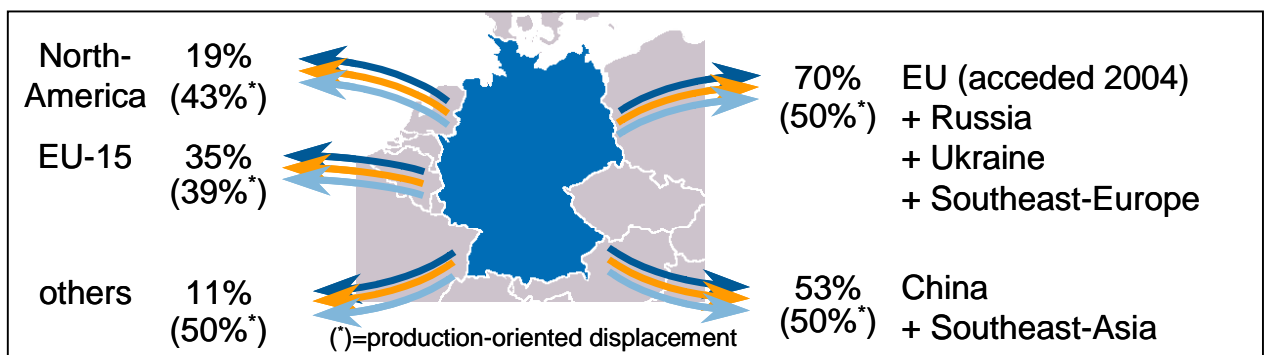 North-
America
19%
(43%*)
EU-15
35%
(39%*)
others
11%
(50%*)
70%
(50%*)
EU (acceded 2004)
+ Russia
+ Ukraine
+ Southeast-Europe
53%
(50%*)
China
+ Southeast-Asia
(*)=production-oriented displacement